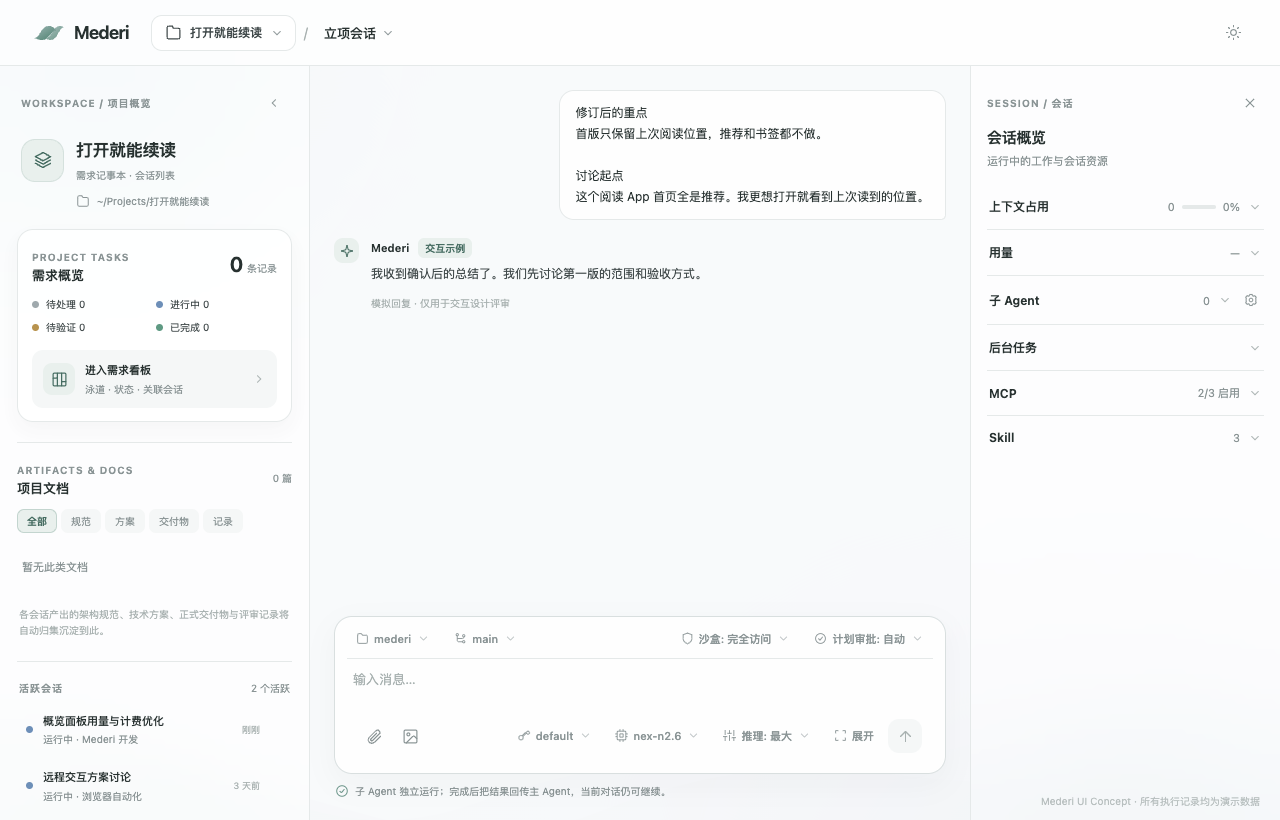 Mederi
打开就能续读
/
立项会话
WORKSPACE / 项目概览
打开就能续读
需求记事本 · 会话列表
~/Projects/打开就能续读
PROJECT TASKS
需求概览
0 条记录
待处理 0
进行中 0
待验证 0
已完成 0
进入需求看板
泳道 · 状态 · 关联会话
ARTIFACTS & DOCS
项目文档
0 篇
全部
规范
方案
交付物
记录
暂无此类文档
各会话产出的架构规范、技术方案、正式交付物与评审记录将
自动归集沉淀到此。
活跃会话
2 个活跃
概览面板用量与计费优化
刚刚
运行中 · Mederi 开发
远程交互方案讨论
3 天前
运行中 · 浏览器自动化
修订后的重点
首版只保留上次阅读位置，推荐和书签都不做。
讨论起点
这个阅读 App 首页全是推荐。我更想打开就看到上次读到的位置。
Mederi
交互示例
我收到确认后的总结了。我们先讨论第一版的范围和验收方式。
模拟回复 · 仅用于交互设计评审
mederi
main
沙盒: 完全访问
计划审批: 自动
输入消息...
default
nex-n2.6
推理: 最大
展开
子 Agent 独立运行；完成后把结果回传主 Agent，当前对话仍可继续。
SESSION / 会话
会话概览
运行中的工作与会话资源
上下文占用
0
0%
用量
—
子 Agent
0
后台任务
MCP
2/3 启用
Skill
3
Mederi UI Concept · 所有执行记录均为演示数据